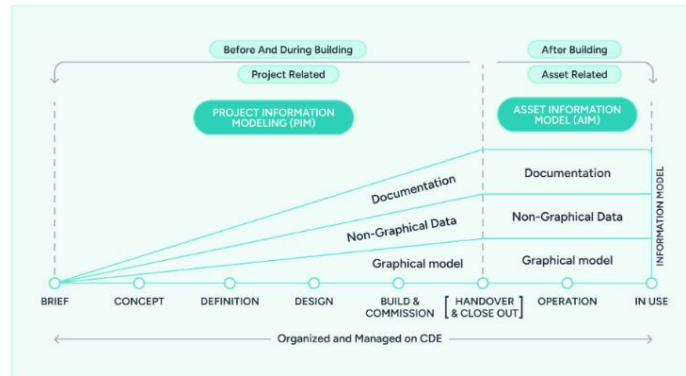 Before And During Building
After Building
Project Related
Asset Related
PROJECT INFORMATION
MODELING (PIM)
ASSET INFORMATION
MODEL (AIM)
Documentation
Documentation
Non-Graphical Data
Non-Graphical Data
Graphical model
Graphical model
INFORMATION MODEL
BRIEF
CONCEPT
DEFINITION
DESIGN
BUILD &
COMMISSION
[HANDOVER
& CLOSE OUT]
OPERATION
IN USE
Organized and Managed on CDE